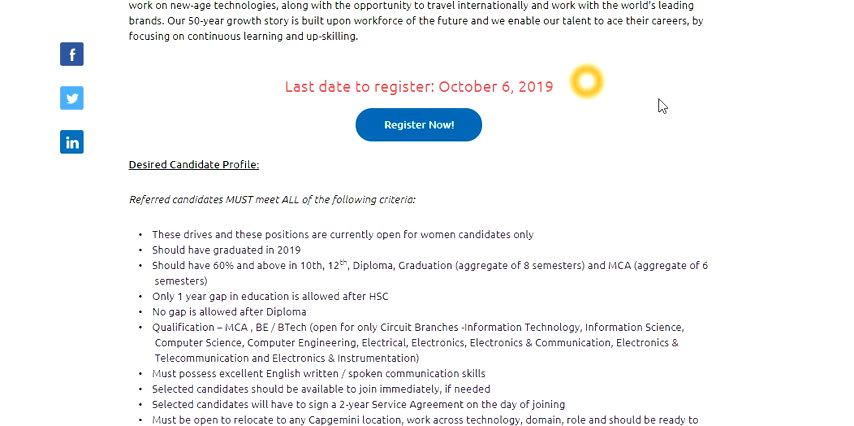 work on new-age technologies, along with the opportunity to travel internationally and work with the world's leading
brands. Our 50-year growth story is built upon workforce of the future and we enable our talent to ace their careers, by
focusing on continuous learning and up-skilling.
f
Last date to register: October 6, 2019
Register Now!
in
Desired Candidate Profile:
Referred candidates MUST meet ALL of the following criteria:
• These drives and these positions are currently open for women candidates only
• Should have graduated in 2019
• Should have 60% and above in 10th, 12th, Diploma, Graduation (aggregate of 8 semesters) and MCA (aggregate of 6
semesters)
• Only 1 year gap in education is allowed after HSC
• No gap is allowed after Diploma
• Qualification – MCA , BE / BTech (open for only Circuit Branches -Information Technology, Information Science,
Computer Science, Computer Engineering, Electrical, Electronics, Electronics & Communication, Electronics &
Telecommunication and Electronics & Instrumentation)
• Must possess excellent English written / spoken communication skills
• Selected candidates should be available to join immediately, if needed
• Selected candidates will have to sign a 2-year Service Agreement on the day of joining
• Must be open to relocate to any Capgemini location, work across technology, domain, role and should be ready to